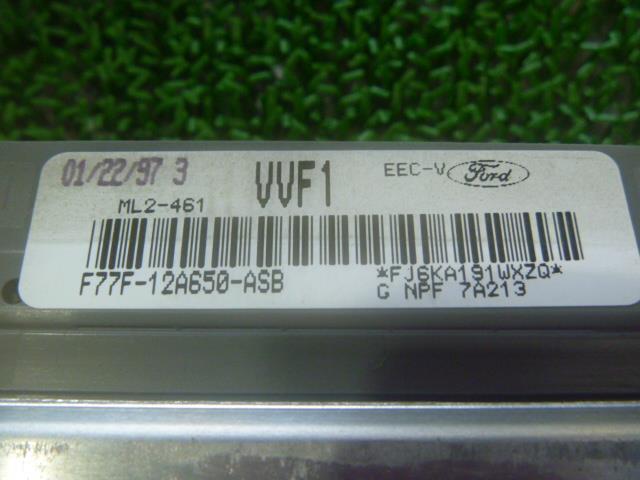 01/22/97 3 VVF1 EEC-V Ford
ML2-461
F77F-12A650-ASB *FJ6KA191WXZQ*
G NPF 7A213